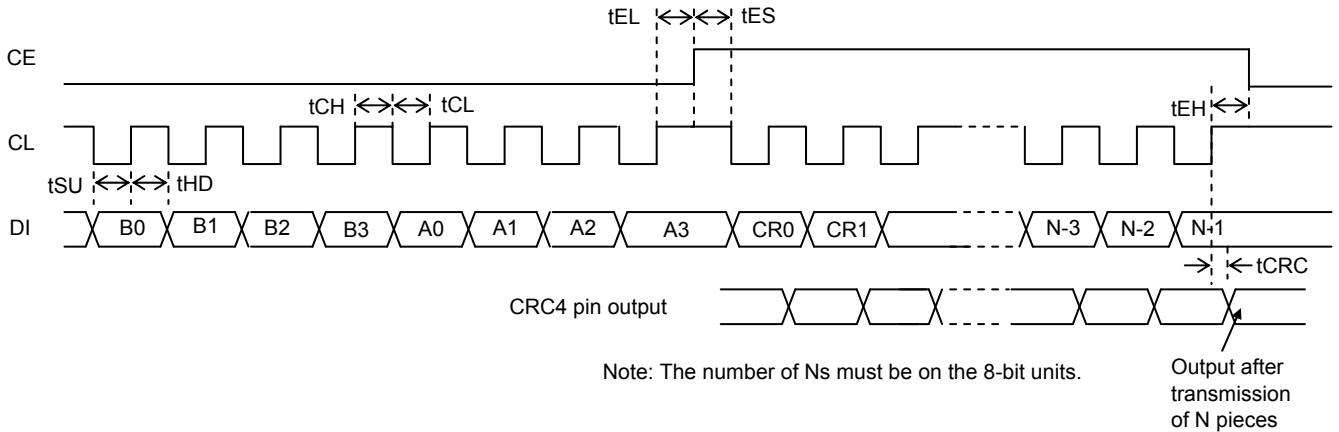 tEL tES
CE
tCH tCL tEH
CL
tSU tHD
DI B0 B1 B2 B3 A0 A1 A2 A3 CR0 CR1 N-3 N-2 N-1
tCRC
CRC4 pin output
Note: The number of Ns must be on the 8-bit units.
Output after
transmission
of N pieces